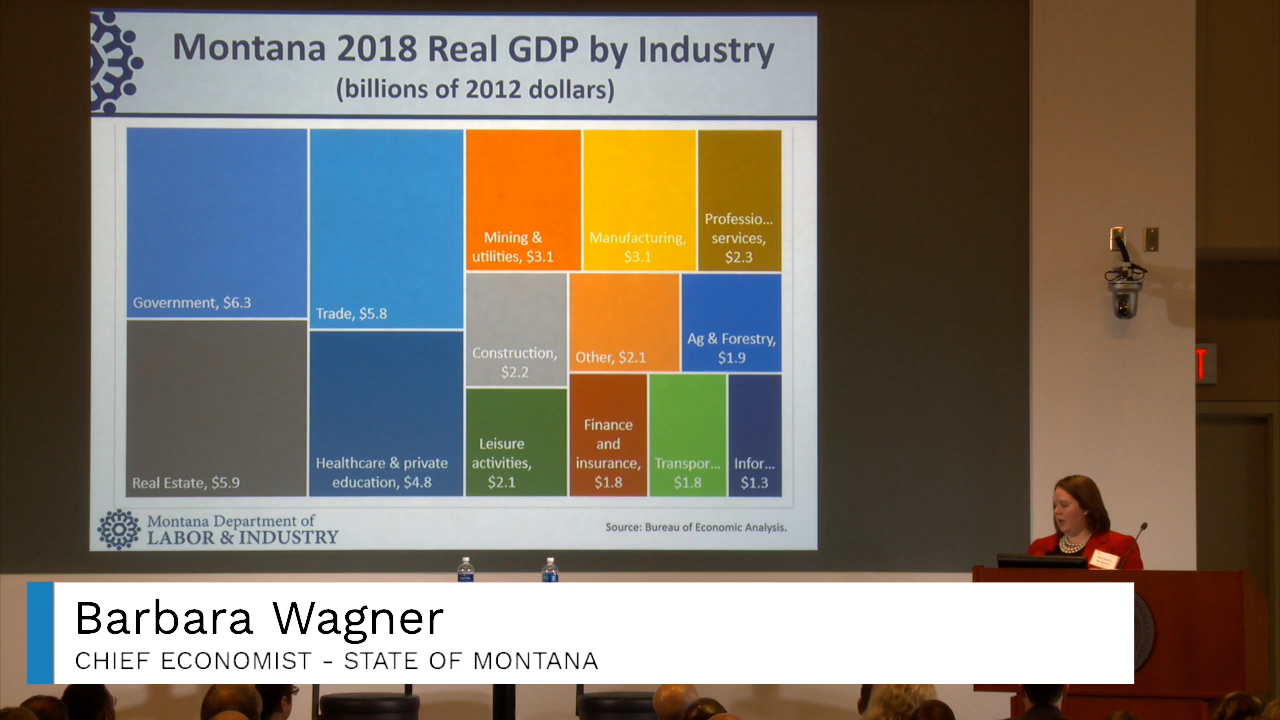 Montana 2018 Real GDP by Industry
(billions of 2012 dollars)
Government, $6.3
Real Estate, $5.9
Trade, $5.8
Healthcare & private
education, $4.8
Mining &
utilities, $3.1
Manufacturing,
$3.1
Professio...
services,
$2.3
Construction,
$2.2
Other, $2.1
Ag & Forestry,
$1.9
Leisure
activities,
$2.1
Finance
and
insurance,
$1.8
Transpor...
$1.8
Infor...
$1.3
Montana Department of
LABOR & INDUSTRY
Source: Bureau of Economic Analysis.
Barbara Wagner
CHIEF ECONOMIST - STATE OF MONTANA